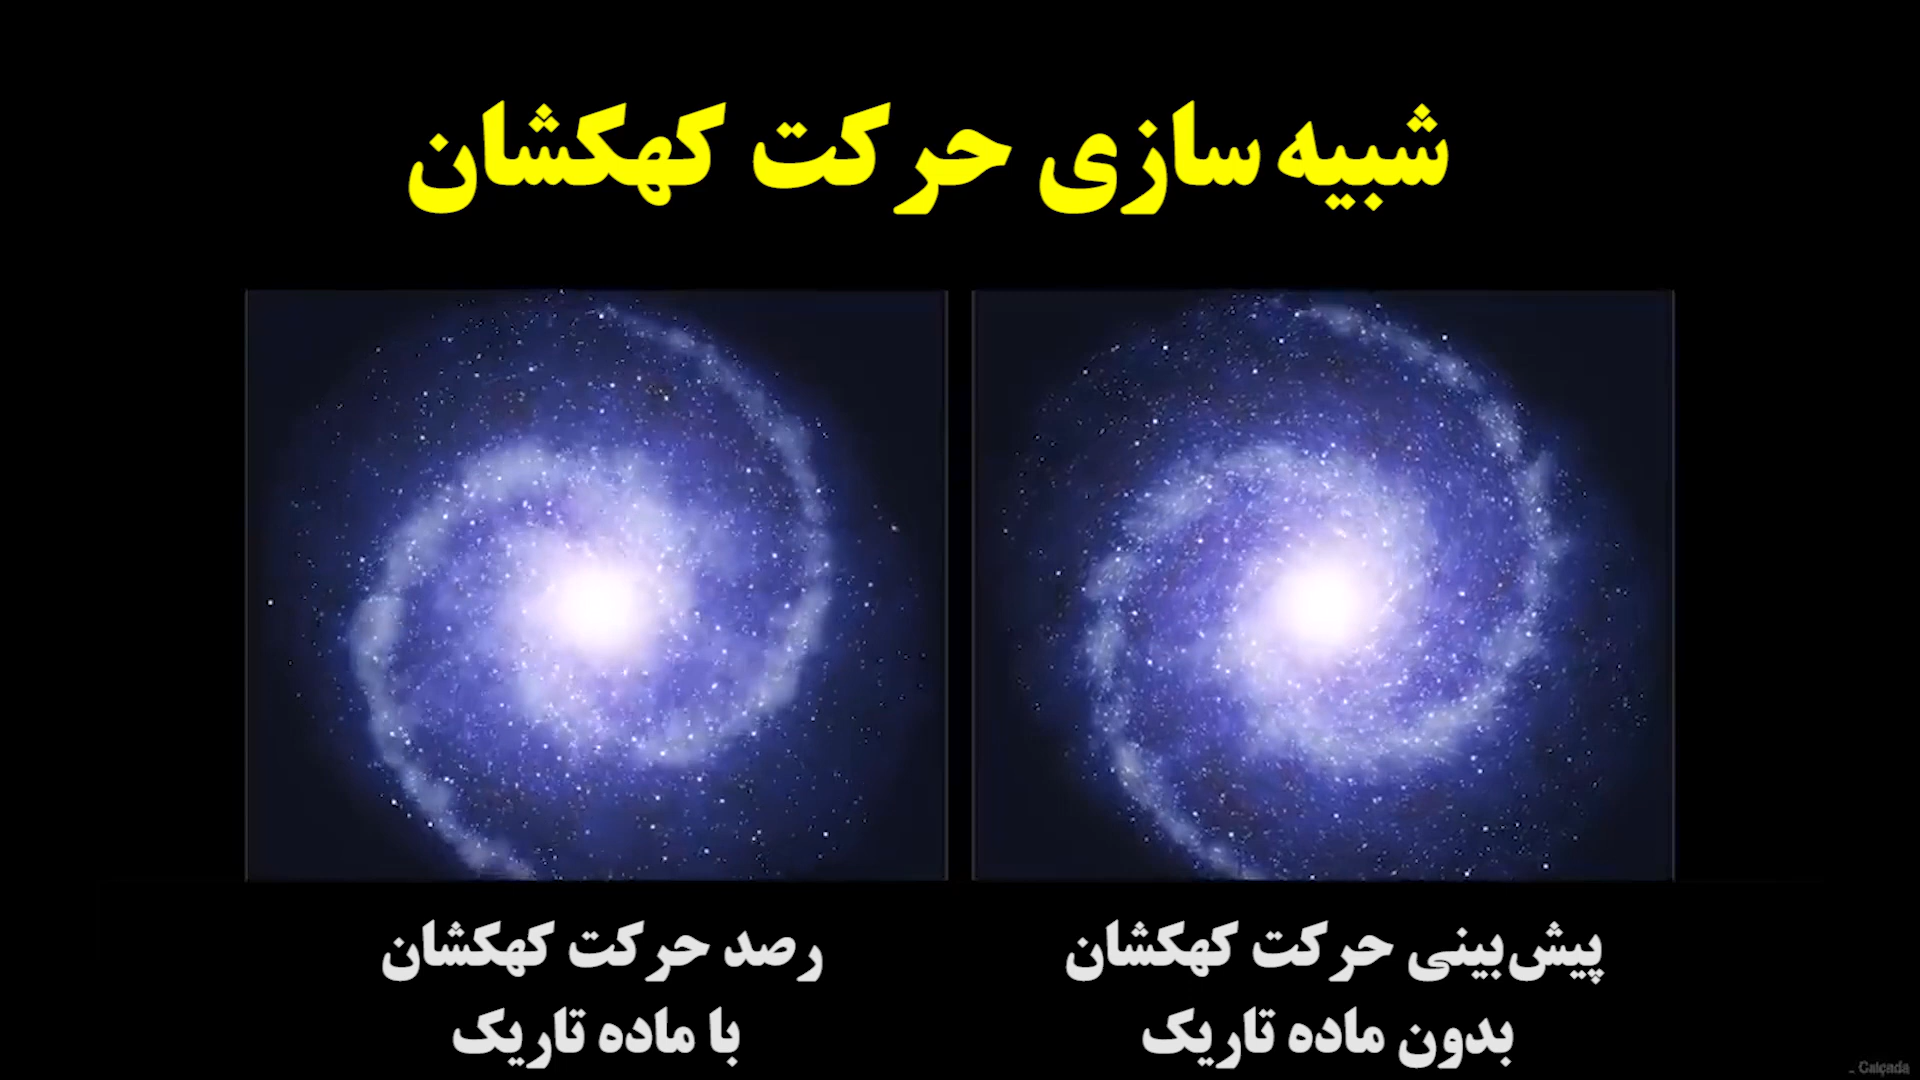 شبیه سازی حرکت کهکشان
پیش‌بینی حرکت کهکشان
بدون ماده تاریک
رصد حرکت کهکشان
با ماده تاریک
Calçada